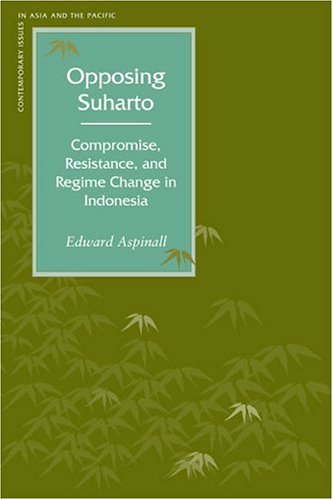 CONTEMPORARY ISSUES
IN ASIA AND THE PACIFIC
Opposing
Suharto
Compromise,
Resistance, and
Regime Change in
Indonesia
Edward Aspinall